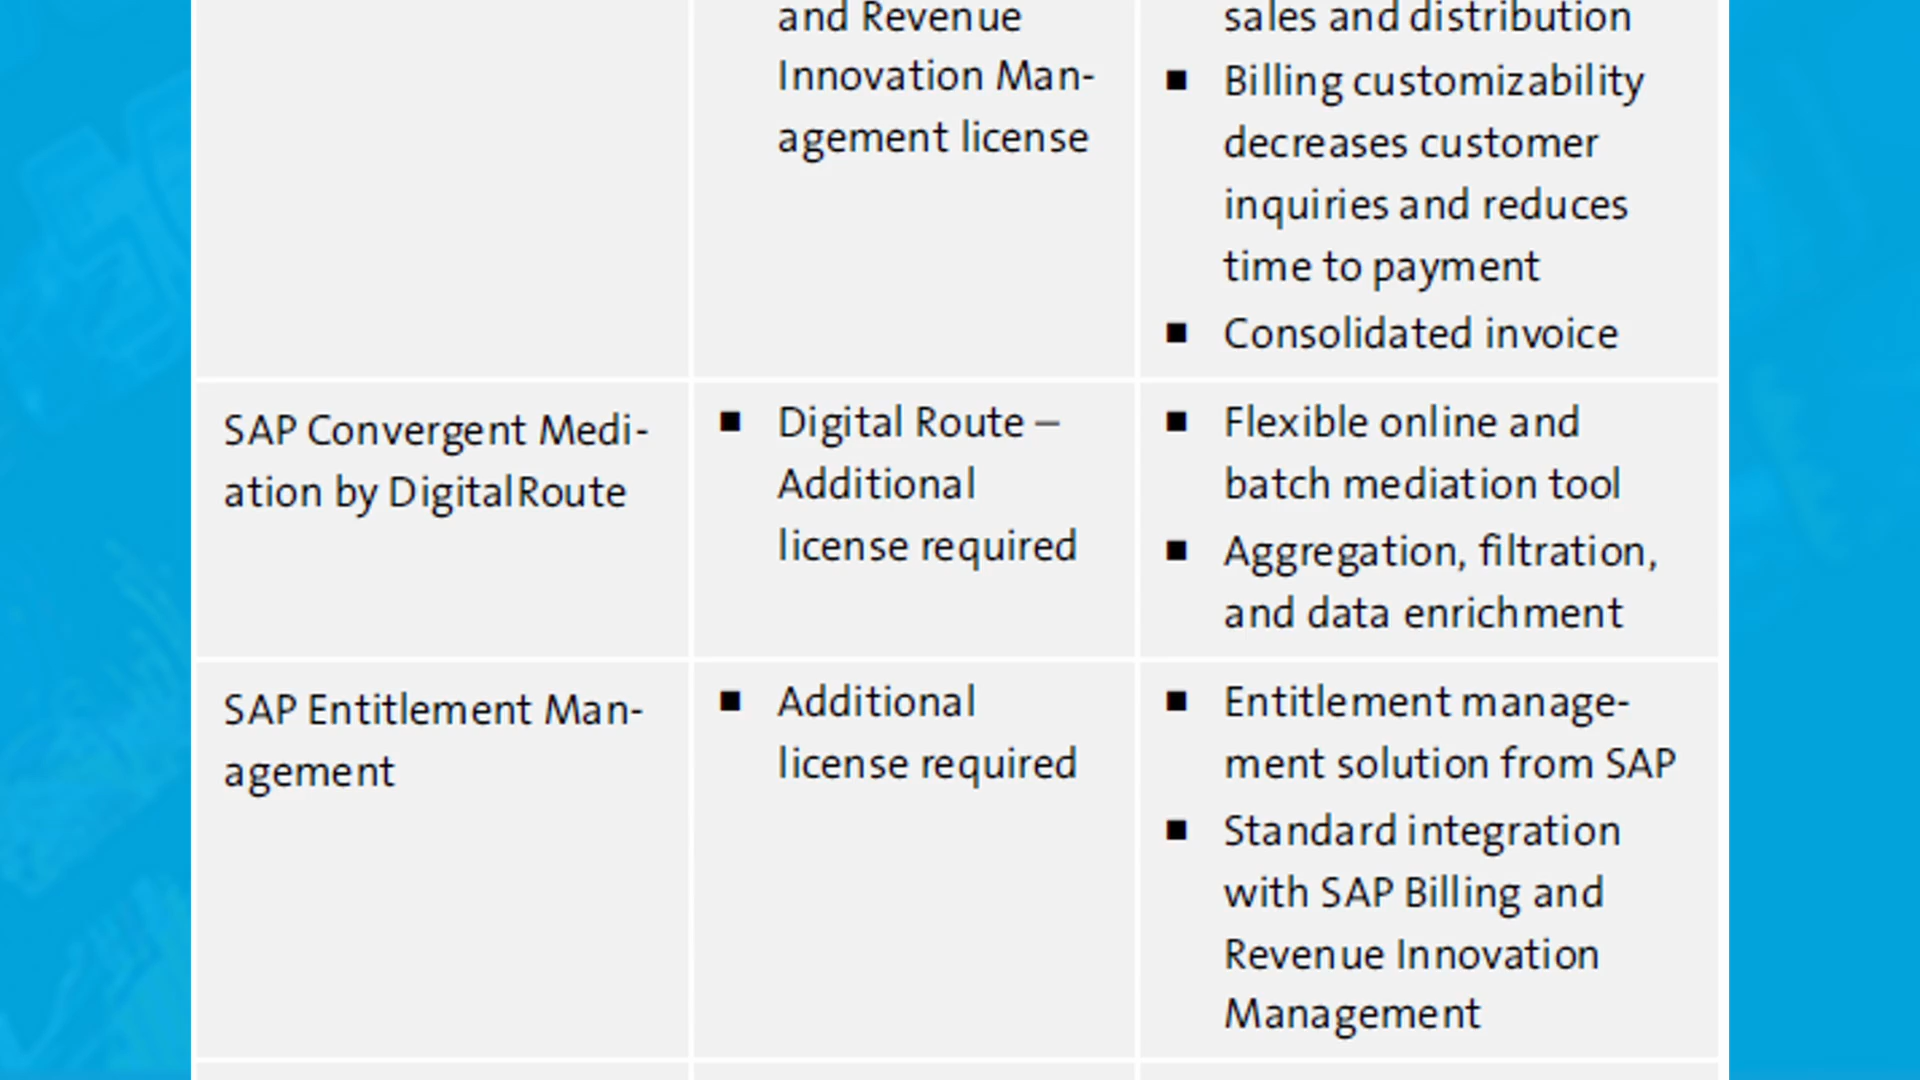 and Revenue
Innovation Man-
agement license
sales and distribution
■ Billing customizability
decreases customer
inquiries and reduces
time to payment
■ Consolidated invoice
SAP Convergent Medi-
ation by DigitalRoute
■ Digital Route –
Additional
license required
■ Flexible online and
batch mediation tool
■ Aggregation, filtration,
and data enrichment
SAP Entitlement Man-
agement
■ Additional
license required
■ Entitlement manage-
ment solution from SAP
■ Standard integration
with SAP Billing and
Revenue Innovation
Management